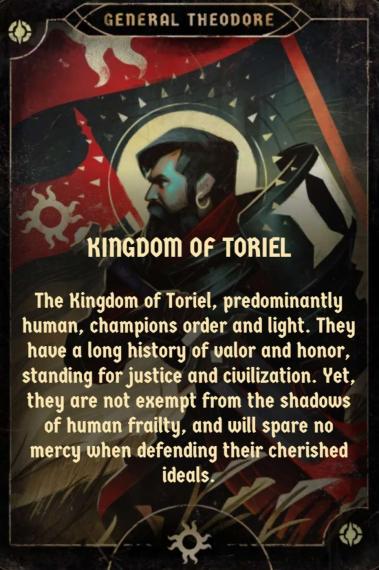 GENERAL THEODORE
KINGDOM OF TORIEL
The Kingdom of Toriel, predominantly
human, champions order and light. They
have a long history of valor and honor,
standing for justice and civilization. Yet,
they are not exempt from the shadows
of human frailty, and will spare no
mercy when defending their cherished
ideals.